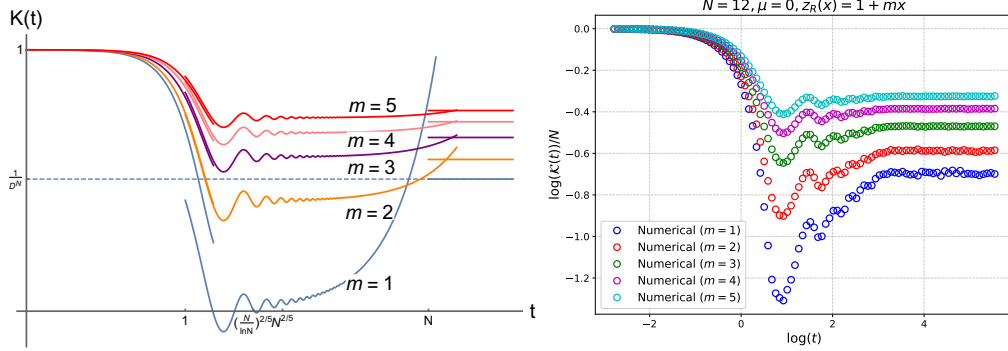 K(t)
1
1/D^N
m = 5
m = 4
m = 3
m = 2
m = 1
1
(N/lnN)^{2/5}
N^{2/5}
N
t
N = 12, μ = 0, z_R(x) = 1 + mx
log⟨𝒦(t)⟩/N
0.0
−0.2
−0.4
−0.6
−0.8
−1.0
−1.2
Numerical (m = 1)
Numerical (m = 2)
Numerical (m = 3)
Numerical (m = 4)
Numerical (m = 5)
−2
0
2
4
log(t)